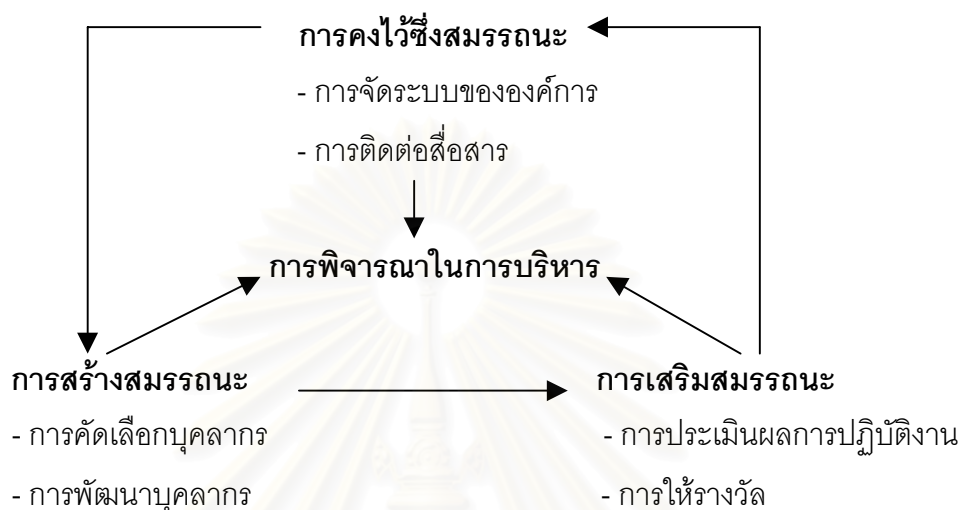 การคงไว้ซึ่งสมรรถนะ
- การจัดระบบขององค์การ
- การติดต่อสื่อสาร
การพิจารณาในการบริหาร
การสร้างสมรรถนะ
- การคัดเลือกบุคลากร
- การพัฒนาบุคลากร
การเสริมสมรรถนะ
- การประเมินผลการปฏิบัติงาน
- การให้รางวัล